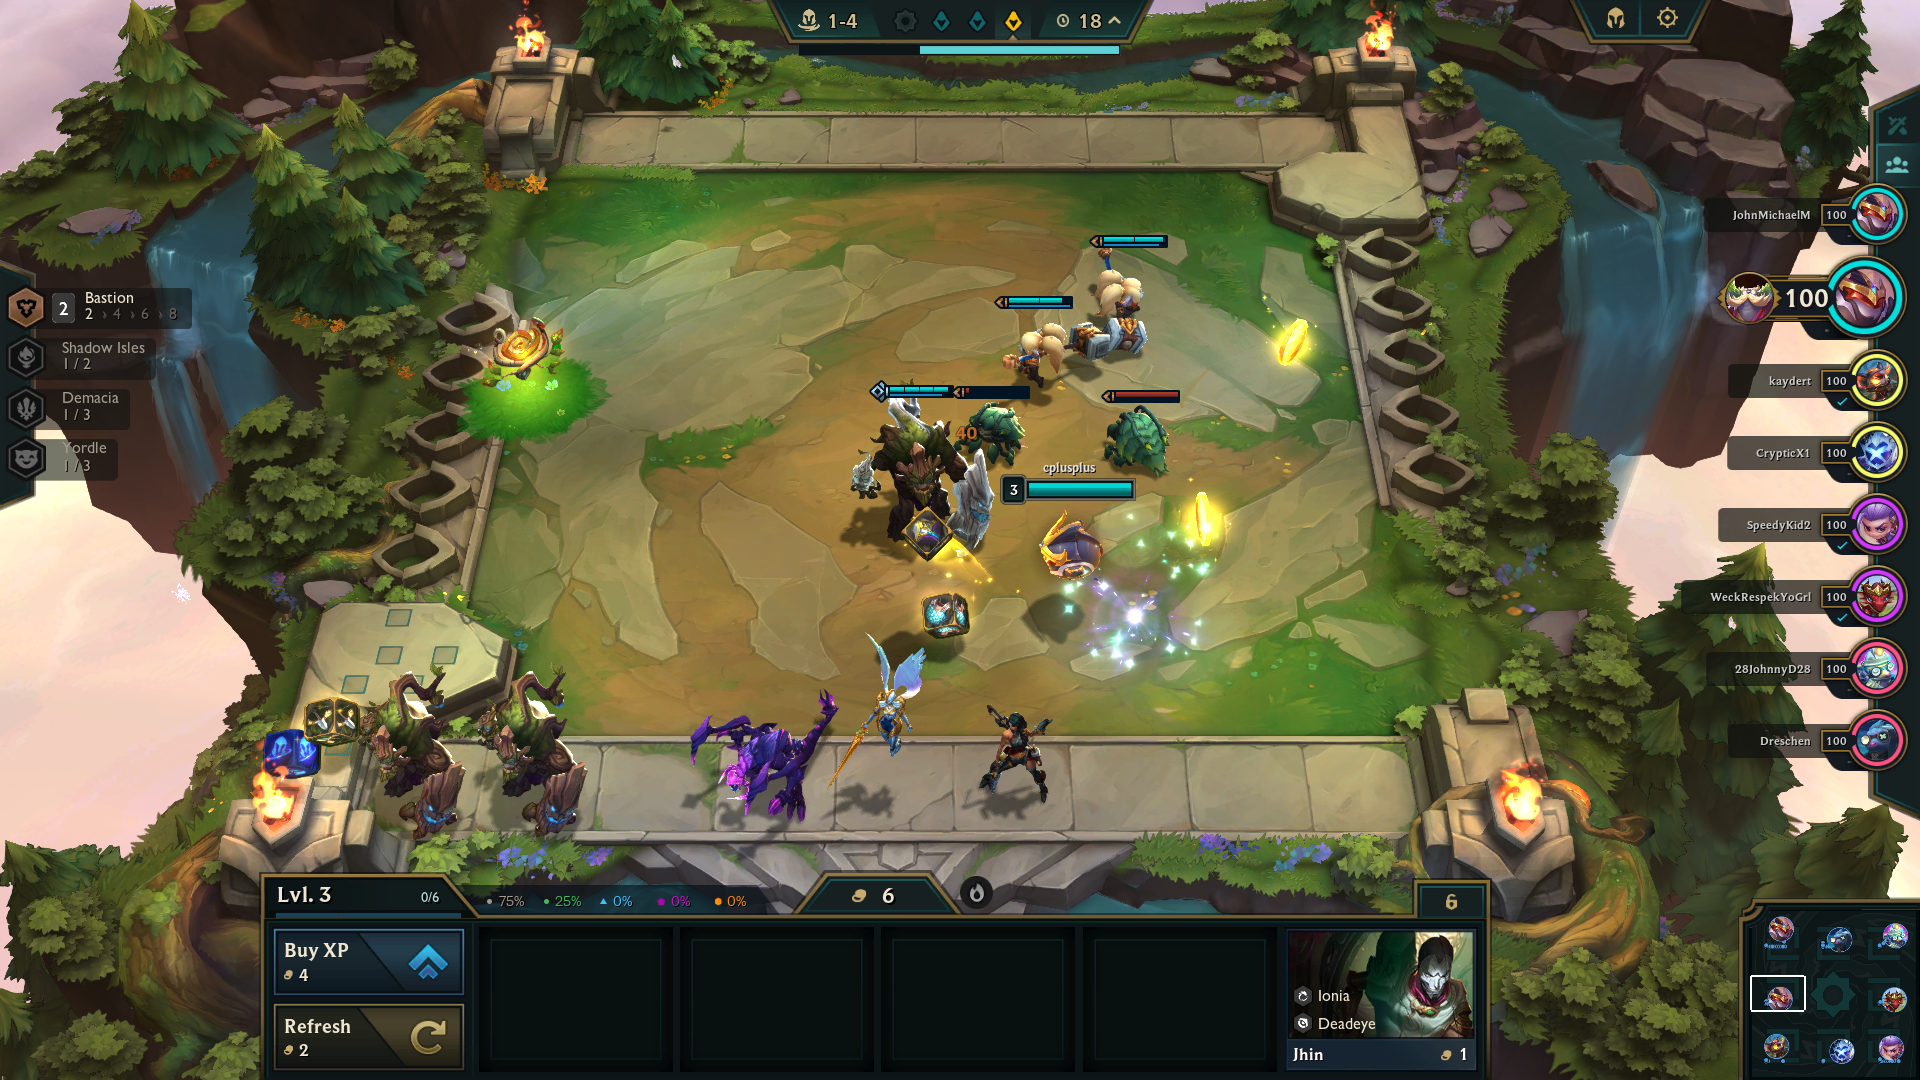 1-4
18
JohnMichaelM 100
100
kaydert 100
CrypticX1 100
SpeedyKid2 100
WeckRespekYoGrl 100
28JohnnyD28 100
Dreschen 100
2 Bastion
2 › 4 › 6 › 8
Shadow Isles
1 / 2
Demacia
1 / 3
Yordle
1 / 3
40
cplusplus
3
Lvl. 3 0/6
75% 25% 0% 0% 0%
6
6
Buy XP
4
Refresh
2
Ionia
Deadeye
Jhin 1